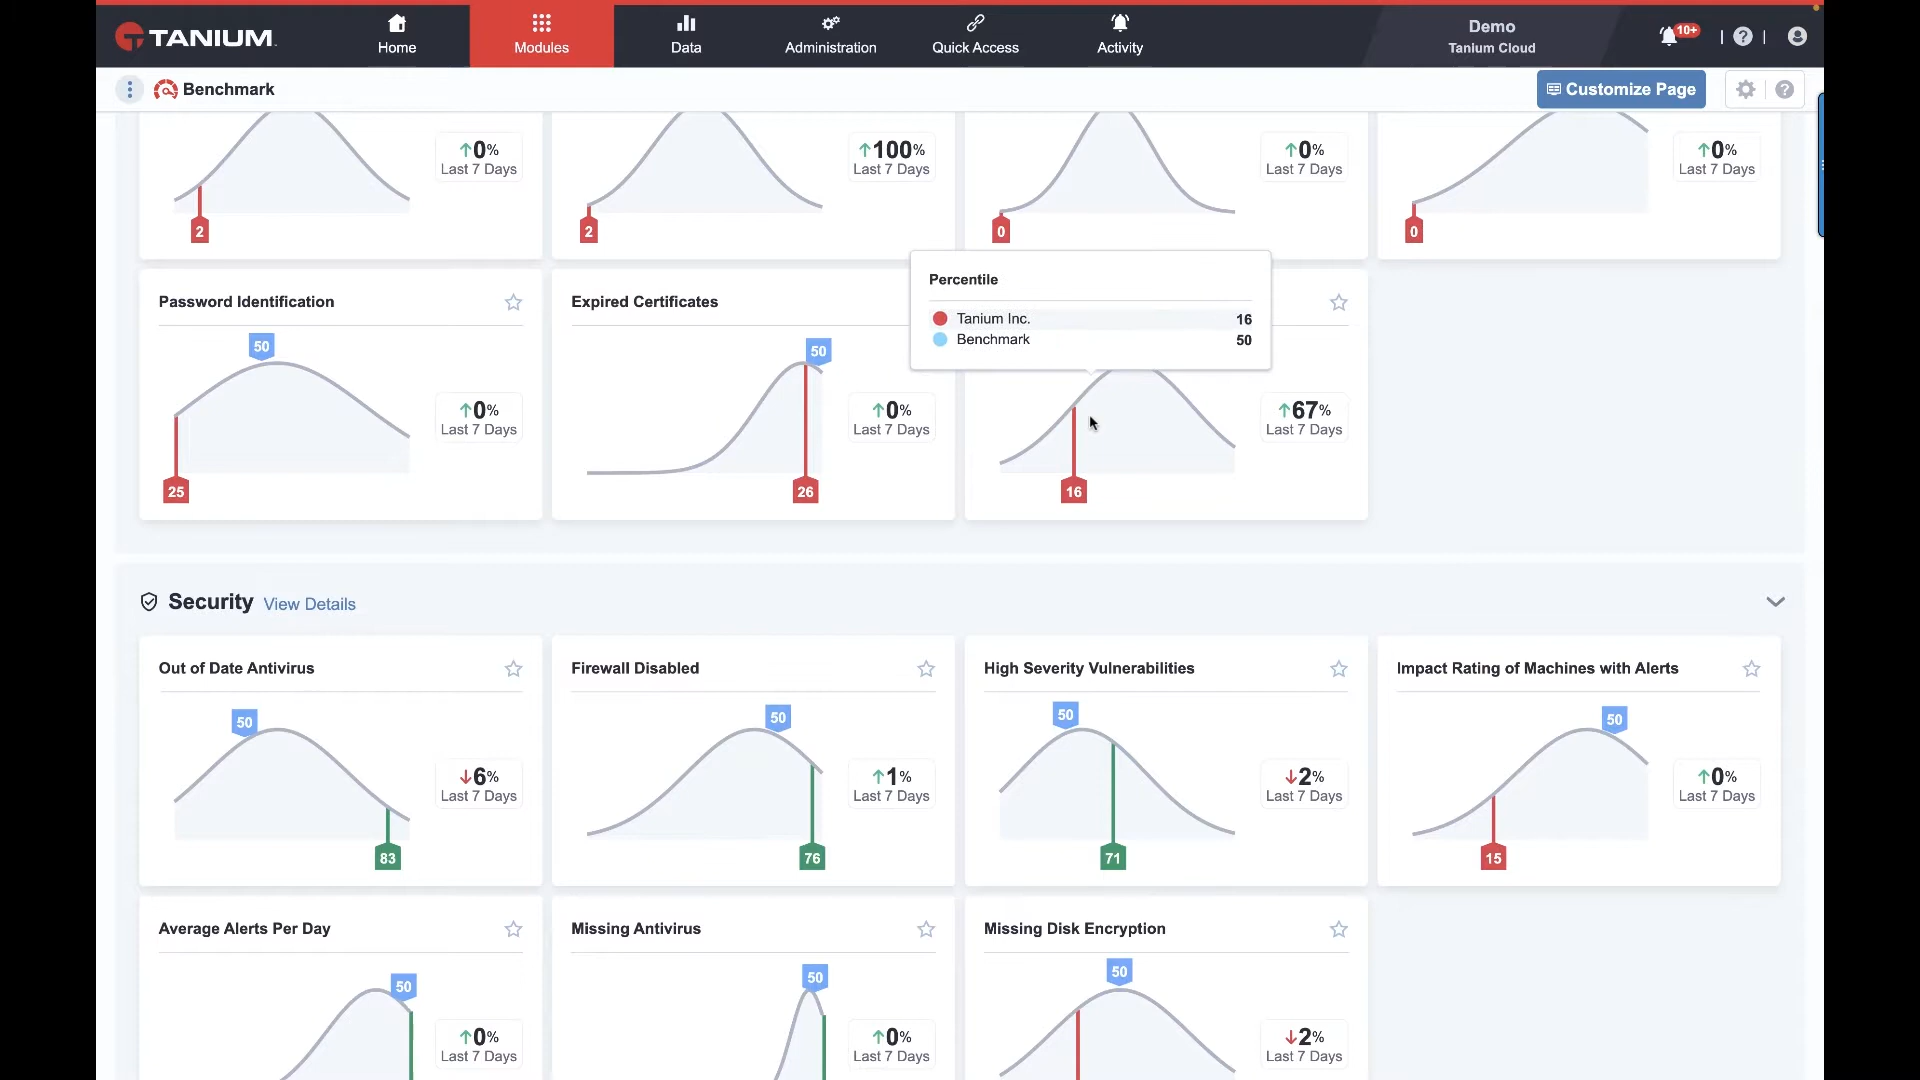 TANIUM
Home
Modules
Data
Administration
Quick Access
Activity
Demo
Tanium Cloud
10+
Benchmark
Customize Page
2
↑0%
Last 7 Days
2
↑100%
Last 7 Days
0
↑0%
Last 7 Days
0
↑0%
Last 7 Days
Password Identification
50
25
↑0%
Last 7 Days
Expired Certificates
50
26
↑0%
Last 7 Days
Percentile
Tanium Inc. 16
Benchmark 50
16
↑67%
Last 7 Days
Security View Details
Out of Date Antivirus
50
83
↓6%
Last 7 Days
Firewall Disabled
50
76
↑1%
Last 7 Days
High Severity Vulnerabilities
50
71
↓2%
Last 7 Days
Impact Rating of Machines with Alerts
50
15
↑0%
Last 7 Days
Average Alerts Per Day
50
↑0%
Last 7 Days
Missing Antivirus
50
↑0%
Last 7 Days
Missing Disk Encryption
50
↓2%
Last 7 Days